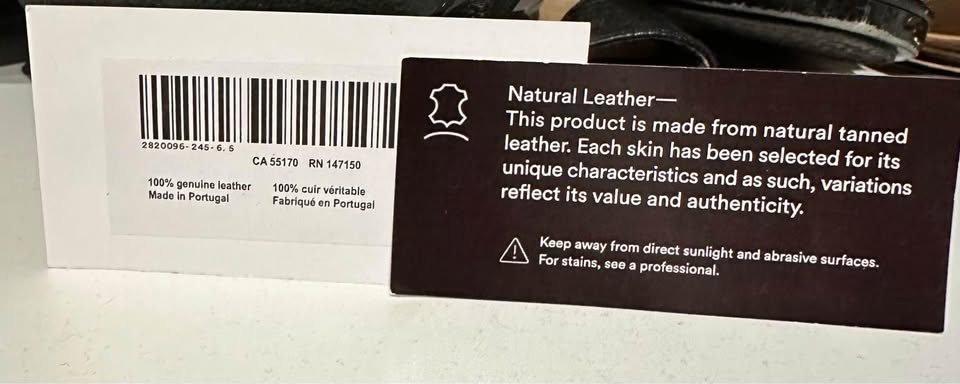 2820096-245-6.5
CA 55170 RN 147150
100% genuine leather
Made in Portugal
100% cuir véritable
Fabriqué en Portugal
Natural Leather—
This product is made from natural tanned
leather. Each skin has been selected for its
unique characteristics and as such, variations
reflect its value and authenticity.
Keep away from direct sunlight and abrasive surfaces.
For stains, see a professional.